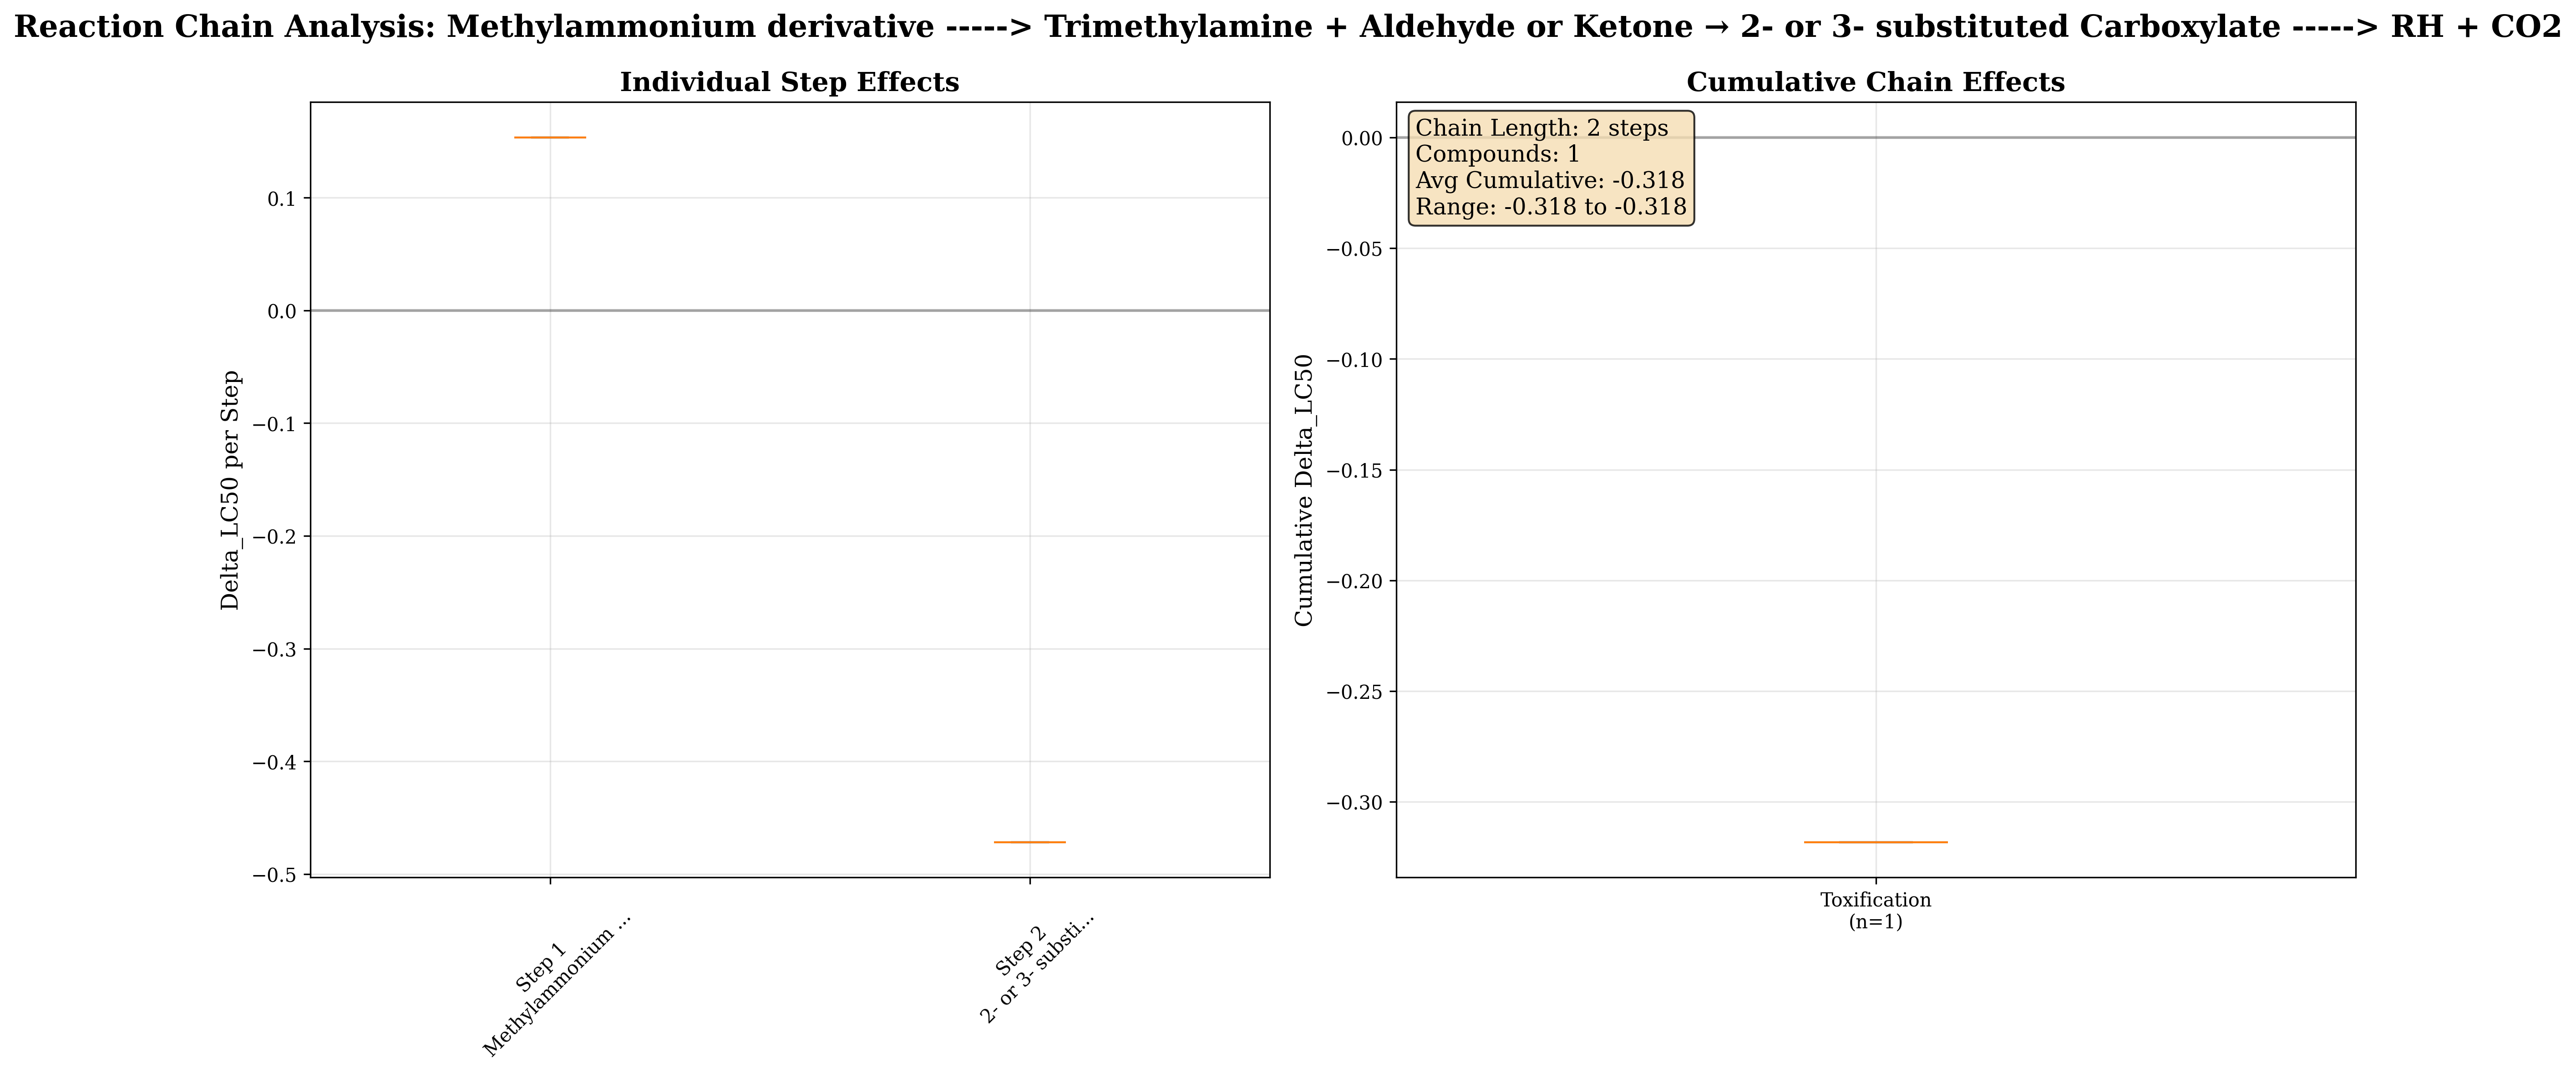 Reaction Chain Analysis: Methylammonium derivative -----> Trimethylamine + Aldehyde or Ketone → 2- or 3- substituted Carboxylate -----> RH + CO2
Individual Step Effects
Delta_LC50 per Step
0.1
0.0
−0.1
−0.2
−0.3
−0.4
−0.5
Step 1
Methylammonium ...
Step 2
2- or 3- substi...
Cumulative Chain Effects
Chain Length: 2 steps
Compounds: 1
Avg Cumulative: -0.318
Range: -0.318 to -0.318
Cumulative Delta_LC50
0.00
−0.05
−0.10
−0.15
−0.20
−0.25
−0.30
Toxification
(n=1)